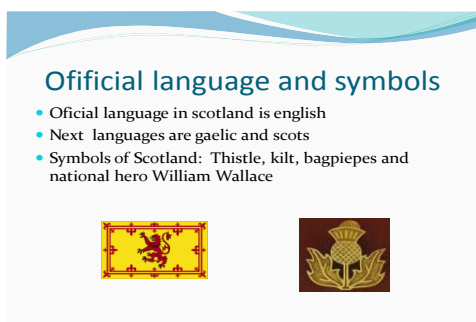 Ofificial language and symbols
Oficial language in scotland is english
Next languages are gaelic and scots
Symbols of Scotland: Thistle, kilt, bagpiepes and
national hero William Wallace